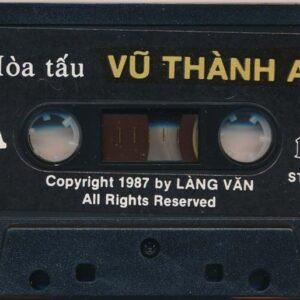 Hòa tấu VŨ THÀNH A
Copyright 1987 by LÀNG VĂN
All Rights Reserved